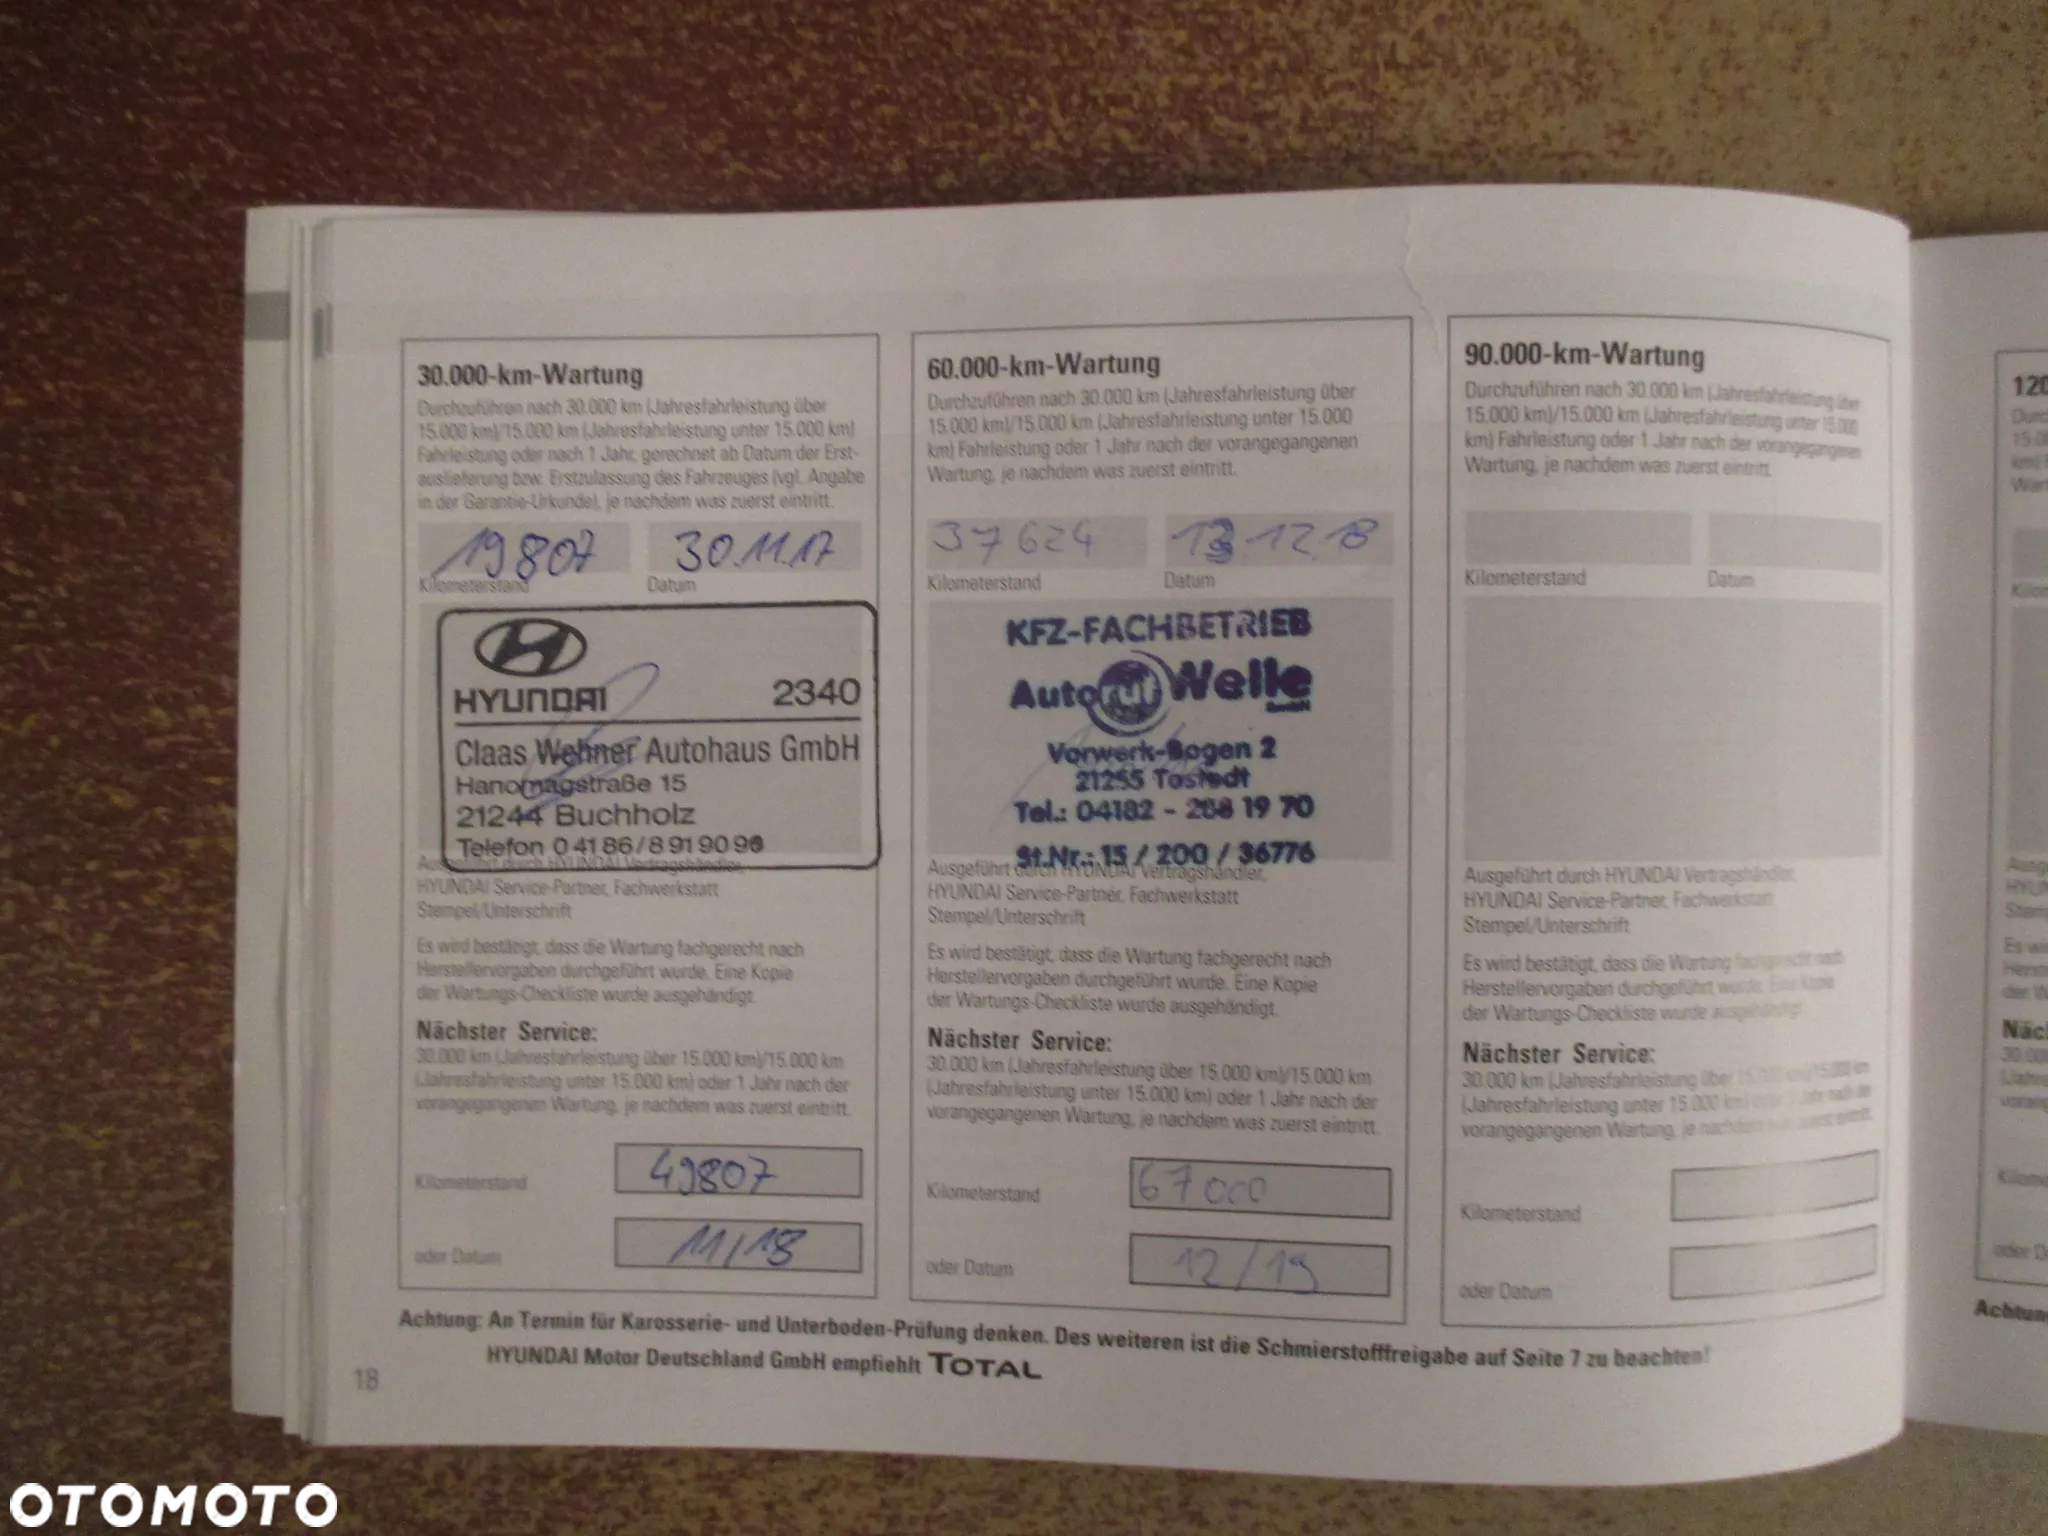 30.000-km-Wartung
Durchzuführen nach 30.000 km (Jahresfahrleistung über
15.000 km)/15.000 km (Jahresfahrleistung unter 15.000 km)
Fahrleistung oder nach 1 Jahr, gerechnet ab Datum der Erst-
auslieferung bzw. Erstzulassung des Fahrzeuges (vgl. Angabe
in der Garantie-Urkunde), je nachdem was zuerst eintritt.
19807 30.11.17
Kilometerstand Datum
HYUNDAI 2340
Claas Wehner Autohaus GmbH
Hanomagstraße 15
21244 Buchholz
Telefon 0 41 86 / 8 91 90 90
Ausgeführt durch HYUNDAI Vertragshändler,
HYUNDAI Service-Partner, Fachwerkstatt
Stempel/Unterschrift
Es wird bestätigt, dass die Wartung fachgerecht nach
Herstellervorgaben durchgeführt wurde. Eine Kopie
der Wartungs-Checkliste wurde ausgehändigt.
Nächster Service:
30.000 km (Jahresfahrleistung über 15.000 km)/15.000 km
(Jahresfahrleistung unter 15.000 km) oder 1 Jahr nach der
vorangegangenen Wartung, je nachdem was zuerst eintritt.
Kilometerstand 49807
oder Datum 11/18
60.000-km-Wartung
Durchzuführen nach 30.000 km (Jahresfahrleistung über
15.000 km)/15.000 km (Jahresfahrleistung unter 15.000
km) Fahrleistung oder 1 Jahr nach der vorangegangenen
Wartung, je nachdem was zuerst eintritt.
37624 13.12.18
Kilometerstand Datum
KFZ-FACHBETRIEB
Auto Welle
GmbH
Vorwerk-Bogen 2
21255 Tostedt
Tel.: 04182 - 288 19 70
St.Nr.: 15 / 200 / 36776
Ausgeführt durch HYUNDAI Vertragshändler,
HYUNDAI Service-Partner, Fachwerkstatt
Stempel/Unterschrift
Es wird bestätigt, dass die Wartung fachgerecht nach
Herstellervorgaben durchgeführt wurde. Eine Kopie
der Wartungs-Checkliste wurde ausgehändigt.
Nächster Service:
30.000 km (Jahresfahrleistung über 15.000 km)/15.000 km
(Jahresfahrleistung unter 15.000 km) oder 1 Jahr nach der
vorangegangenen Wartung, je nachdem was zuerst eintritt.
Kilometerstand 67000
oder Datum 12/19
90.000-km-Wartung
Durchzuführen nach 30.000 km (Jahresfahrleistung über
15.000 km)/15.000 km (Jahresfahrleistung unter 15.000
km) Fahrleistung oder 1 Jahr nach der vorangegangenen
Wartung, je nachdem was zuerst eintritt.
Kilometerstand Datum
Ausgeführt durch HYUNDAI Vertragshändler,
HYUNDAI Service-Partner, Fachwerkstatt
Stempel/Unterschrift
Es wird bestätigt, dass die Wartung fachgerecht nach
Herstellervorgaben durchgeführt wurde. Eine Kopie
der Wartungs-Checkliste wurde ausgehändigt.
Nächster Service:
30.000 km (Jahresfahrleistung über 15.000 km)/15.000 km
(Jahresfahrleistung unter 15.000 km) oder 1 Jahr nach der
vorangegangenen Wartung, je nachdem was zuerst eintritt.
Kilometerstand
oder Datum
Achtung: An Termin für Karosserie- und Unterboden-Prüfung denken. Des weiteren ist die Schmierstofffreigabe auf Seite 7 zu beachten!
HYUNDAI Motor Deutschland GmbH empfiehlt TOTAL
18
120
Achtun
OTOMOTO